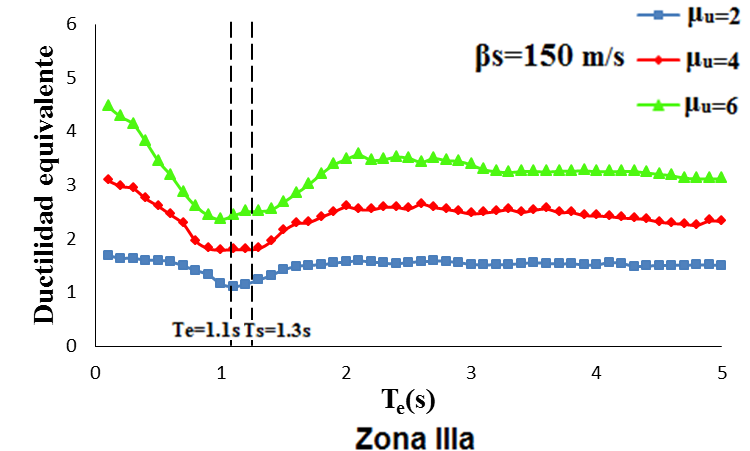 6
5
4
3
2
1
0
Ductilidad equivalente
μu=2
μu=4
μu=6
βs=150 m/s
Te=1.1s Ts=1.3s
0 1 2 3 4 5
Te(s)
Zona IIIa